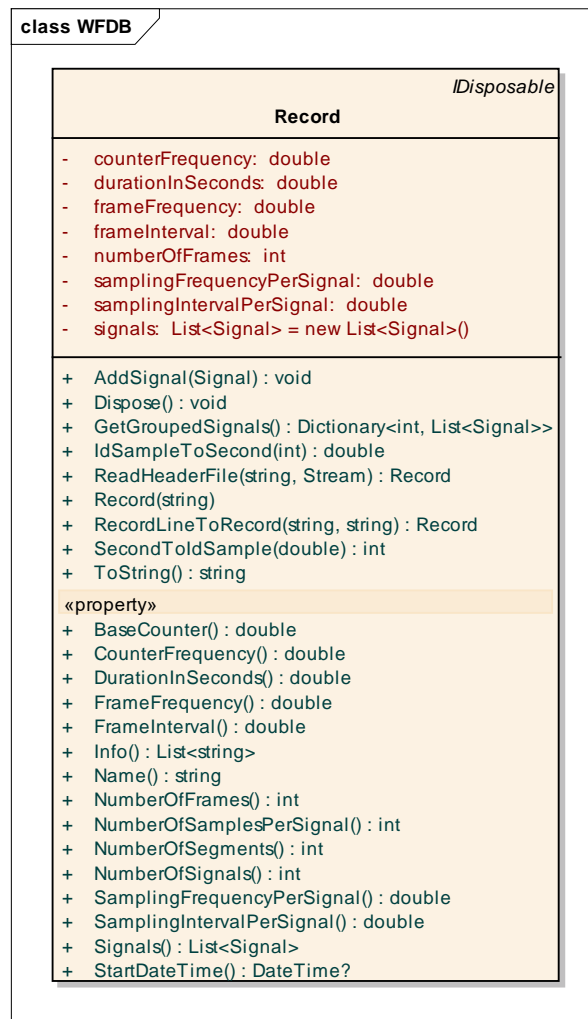 class WFDB
IDisposable
Record
- counterFrequency: double
- durationInSeconds: double
- frameFrequency: double
- frameInterval: double
- numberOfFrames: int
- samplingFrequencyPerSignal: double
- samplingIntervalPerSignal: double
- signals: List<Signal> = new List<Signal>()
+ AddSignal(Signal) : void
+ Dispose() : void
+ GetGroupedSignals() : Dictionary<int, List<Signal>>
+ IdSampleToSecond(int) : double
+ ReadHeaderFile(string, Stream) : Record
+ Record(string)
+ RecordLineToRecord(string, string) : Record
+ SecondToIdSample(double) : int
+ ToString() : string
«property»
+ BaseCounter() : double
+ CounterFrequency() : double
+ DurationInSeconds() : double
+ FrameFrequency() : double
+ FrameInterval() : double
+ Info() : List<string>
+ Name() : string
+ NumberOfFrames() : int
+ NumberOfSamplesPerSignal() : int
+ NumberOfSegments() : int
+ NumberOfSignals() : int
+ SamplingFrequencyPerSignal() : double
+ SamplingIntervalPerSignal() : double
+ Signals() : List<Signal>
+ StartDateTime() : DateTime?